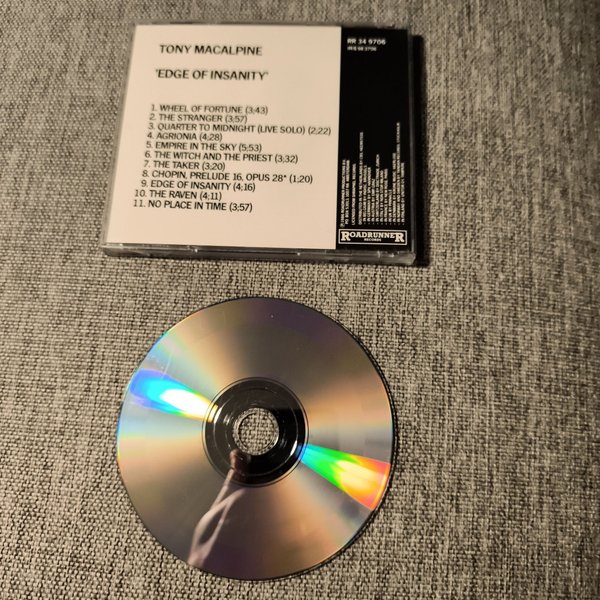 TONY MACALPINE
'EDGE OF INSANITY'
1. WHEEL OF FORTUNE (3;43)
2. THE STRANGER (3;57)
3. QUARTER TO MIDNIGHT (LIVE SOLO) (2;22)
4. AGRIONIA (4;28)
5. EMPIRE IN THE SKY (5;53)
6. THE WITCH AND THE PRIEST (3;32)
7. THE TAKER (3;20)
8. CHOPIN, PRELUDE 16, OPUS 28* (1;20)
9. EDGE OF INSANITY (4;16)
10. THE RAVEN (4;11)
11. NO PLACE IN TIME (3;57)
RR 34 9706
ROADRUNNER
RECORDS